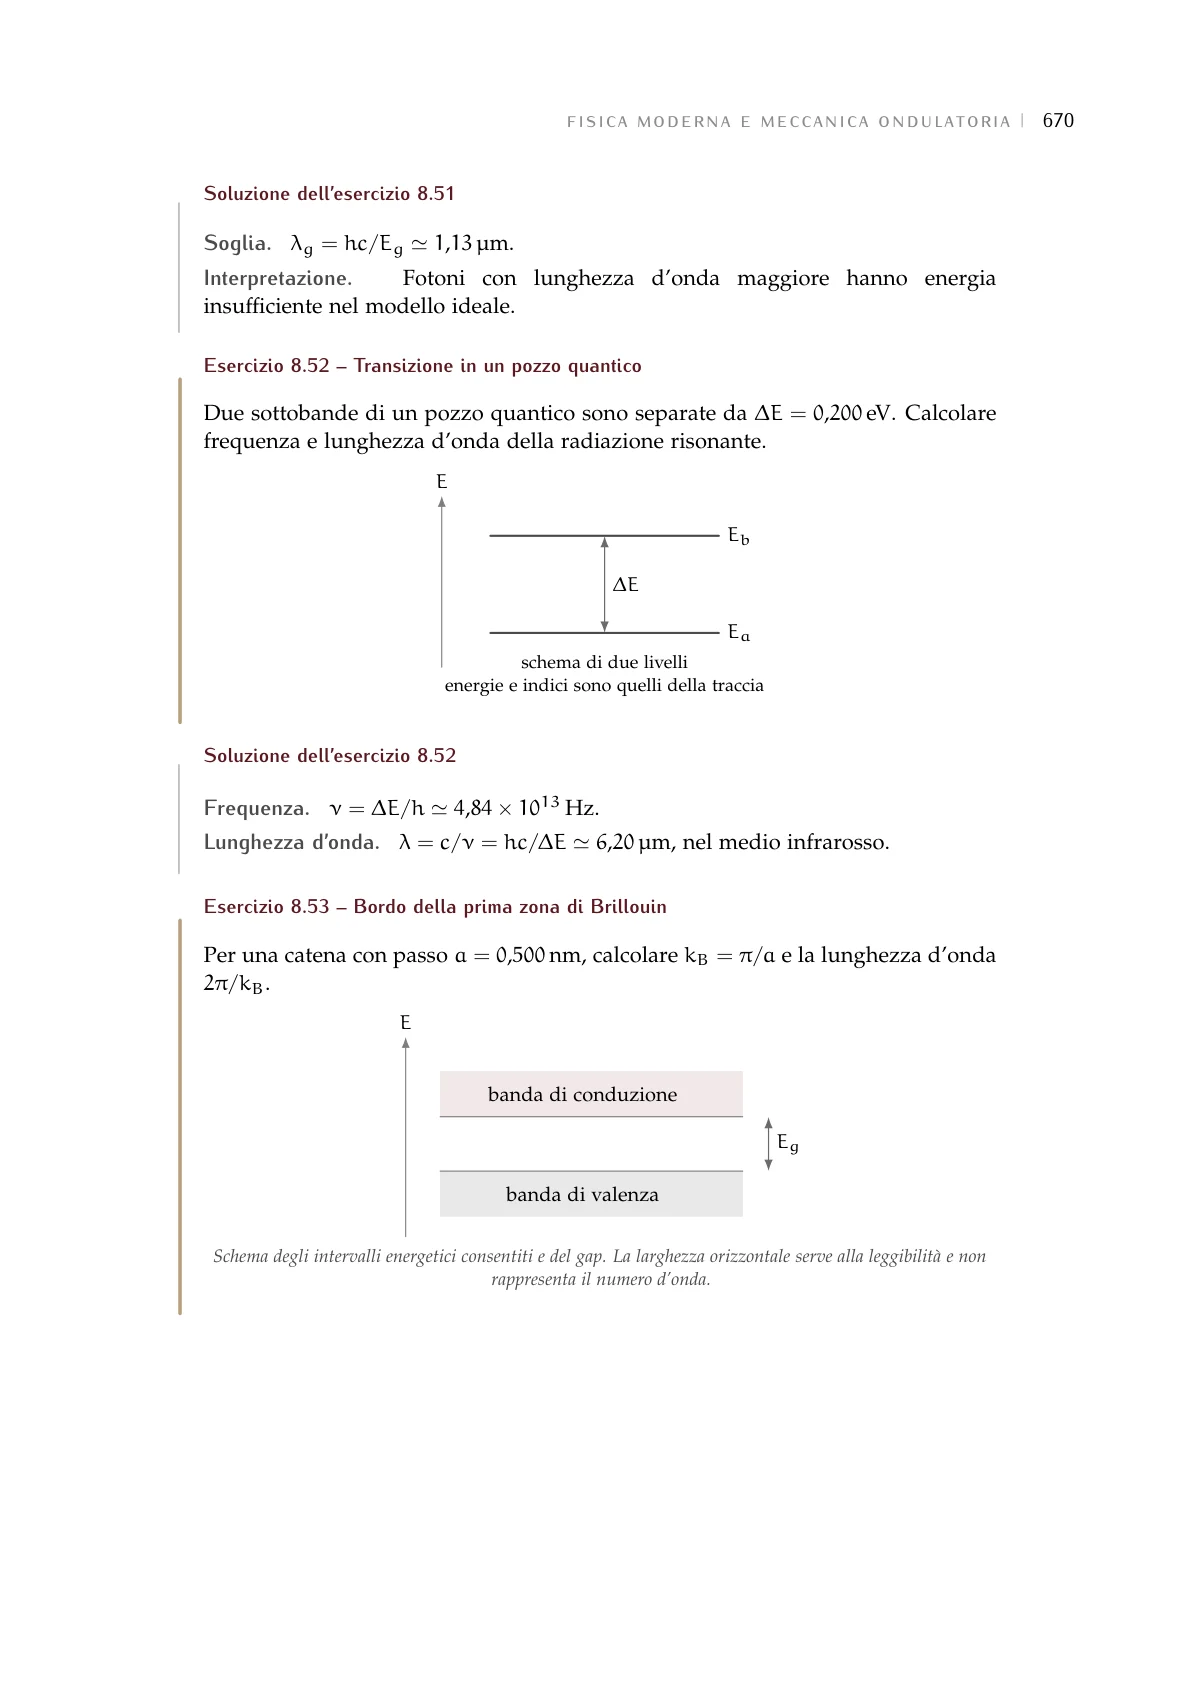 FISICA MODERNA E MECCANICA ONDULATORIA | 670
Soluzione dell'esercizio 8.51
Soglia. λg = hc/Eg ≃ 1,13 μm.
Interpretazione. Fotoni con lunghezza d'onda maggiore hanno energia
insufficiente nel modello ideale.
Esercizio 8.52 – Transizione in un pozzo quantico
Due sottobande di un pozzo quantico sono separate da ΔE = 0,200 eV. Calcolare
frequenza e lunghezza d'onda della radiazione risonante.
E
Eb
ΔE
Ea
schema di due livelli
energie e indici sono quelli della traccia
Soluzione dell'esercizio 8.52
Frequenza. ν = ΔE/h ≃ 4,84 × 10¹³ Hz.
Lunghezza d'onda. λ = c/ν = hc/ΔE ≃ 6,20 μm, nel medio infrarosso.
Esercizio 8.53 – Bordo della prima zona di Brillouin
Per una catena con passo a = 0,500 nm, calcolare kB = π/a e la lunghezza d'onda
2π/kB.
E
banda di conduzione
Eg
banda di valenza
Schema degli intervalli energetici consentiti e del gap. La larghezza orizzontale serve alla leggibilità e non
rappresenta il numero d'onda.